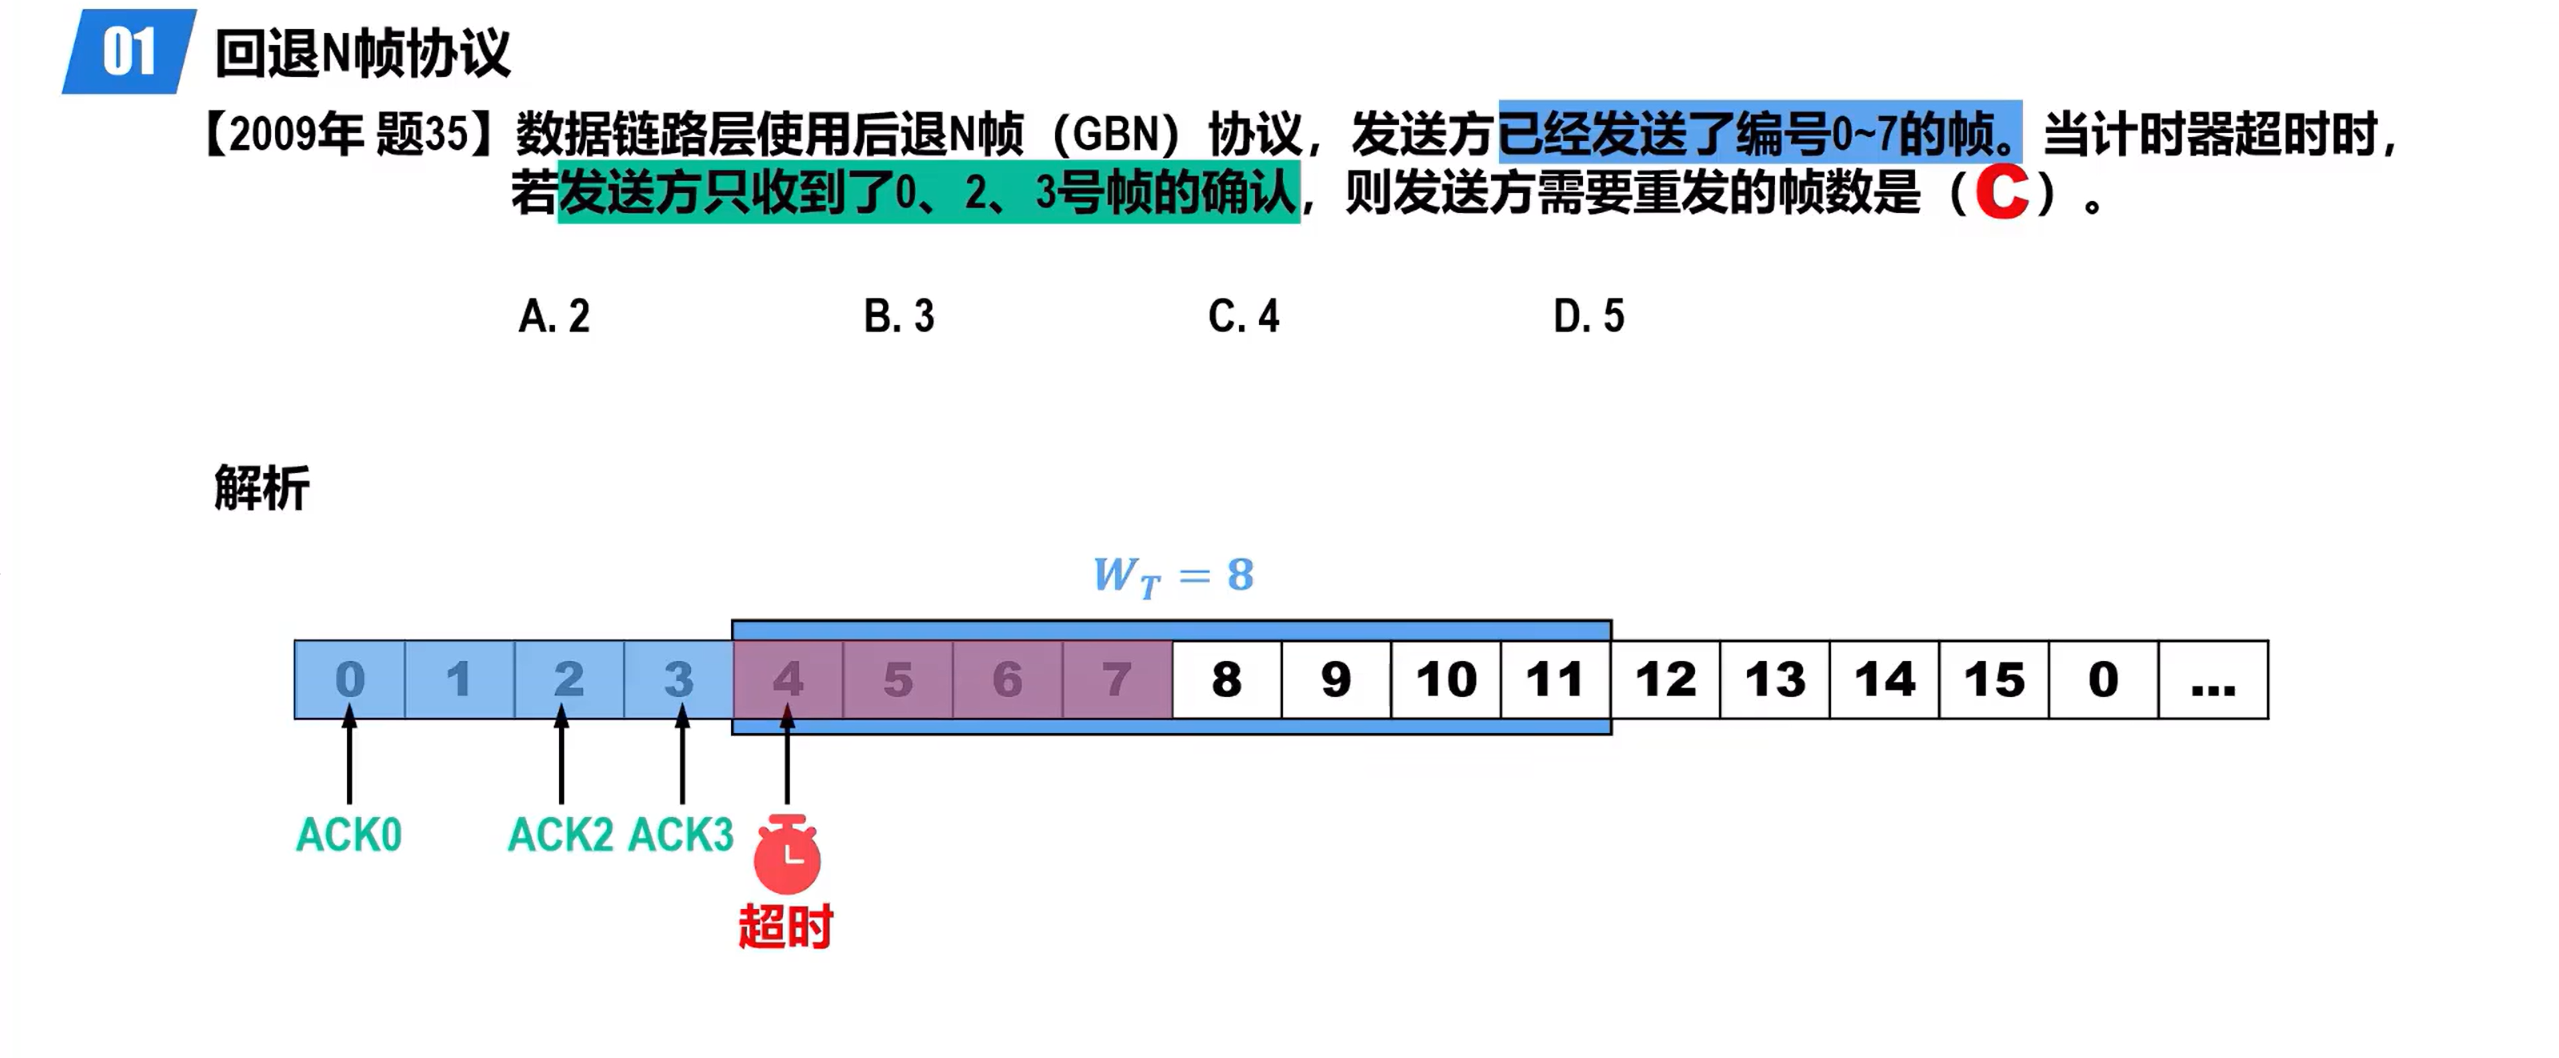 01 回退N帧协议
【2009年 题35】数据链路层使用后退N帧（GBN）协议，发送方已经发送了编号0~7的帧。当计时器超时时，
若发送方只收到了0、2、3号帧的确认，则发送方需要重发的帧数是（C）。
A. 2 B. 3 C. 4 D. 5
解析
W_T = 8
0 1 2 3 4 5 6 7 8 9 10 11 12 13 14 15 0 ...
ACK0 ACK2 ACK3
超时